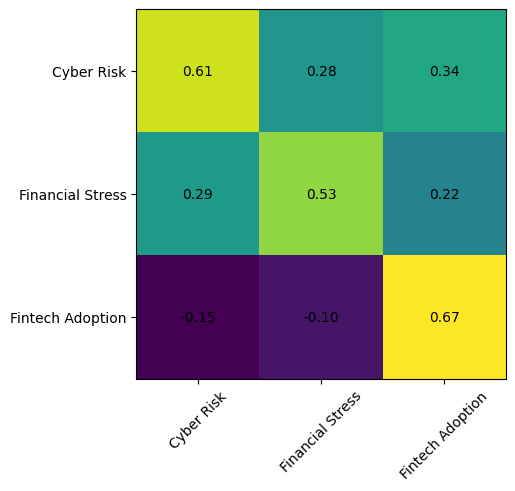 Cyber Risk 0.61 0.28 0.34
Financial Stress 0.29 0.53 0.22
Fintech Adoption -0.15 -0.10 0.67
Cyber Risk Financial Stress Fintech Adoption